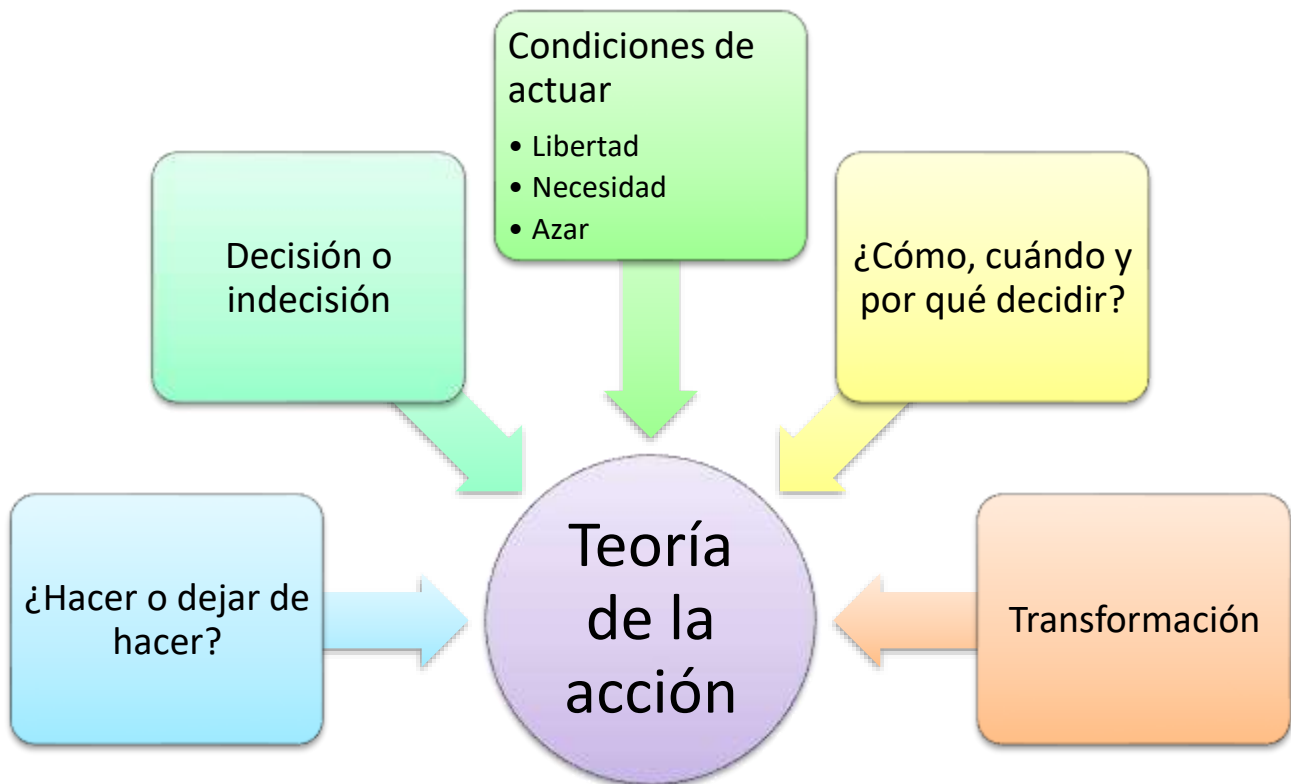 Condiciones de
actuar
• Libertad
• Necesidad
• Azar
Decisión o
indecisión
¿Cómo, cuándo y
por qué decidir?
¿Hacer o dejar de
hacer?
Teoría
de la
acción
Transformación